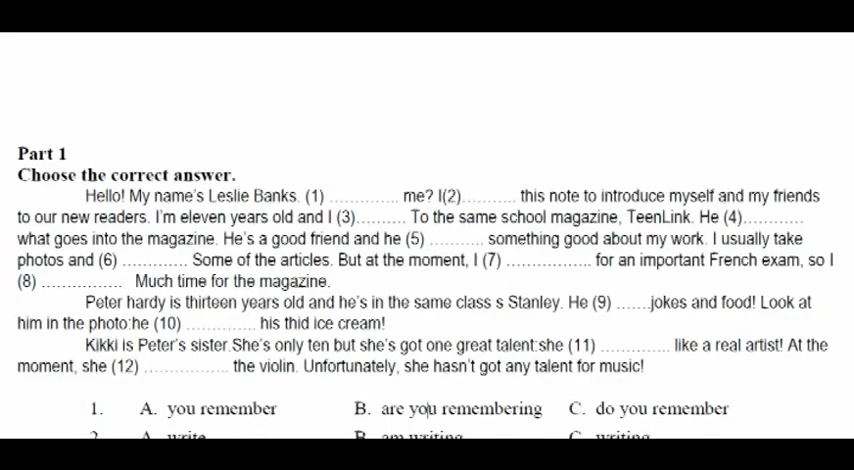 Part 1
Choose the correct answer.
Hello! My name's Leslie Banks. (1) .............. me? I(2)........... this note to introduce myself and my friends
to our new readers. I'm eleven years old and I (3).......... To the same school magazine, TeenLink. He (4)............
what goes into the magazine. He's a good friend and he (5) ........... something good about my work. I usually take
photos and (6) ............. Some of the articles. But at the moment, I (7) ................. for an important French exam, so I
(8) ................ Much time for the magazine.
Peter hardy is thirteen years old and he's in the same class s Stanley. He (9) .......jokes and food! Look at
him in the photo:he (10) .............. his thid ice cream!
Kikki is Peter's sister.She's only ten but she's got one great talent:she (11) .............. like a real artist! At the
moment, she (12) ................. the violin. Unfortunately, she hasn't got any talent for music!
1. A. you remember B. are you remembering C. do you remember
2. A. write B. am writing C. writing